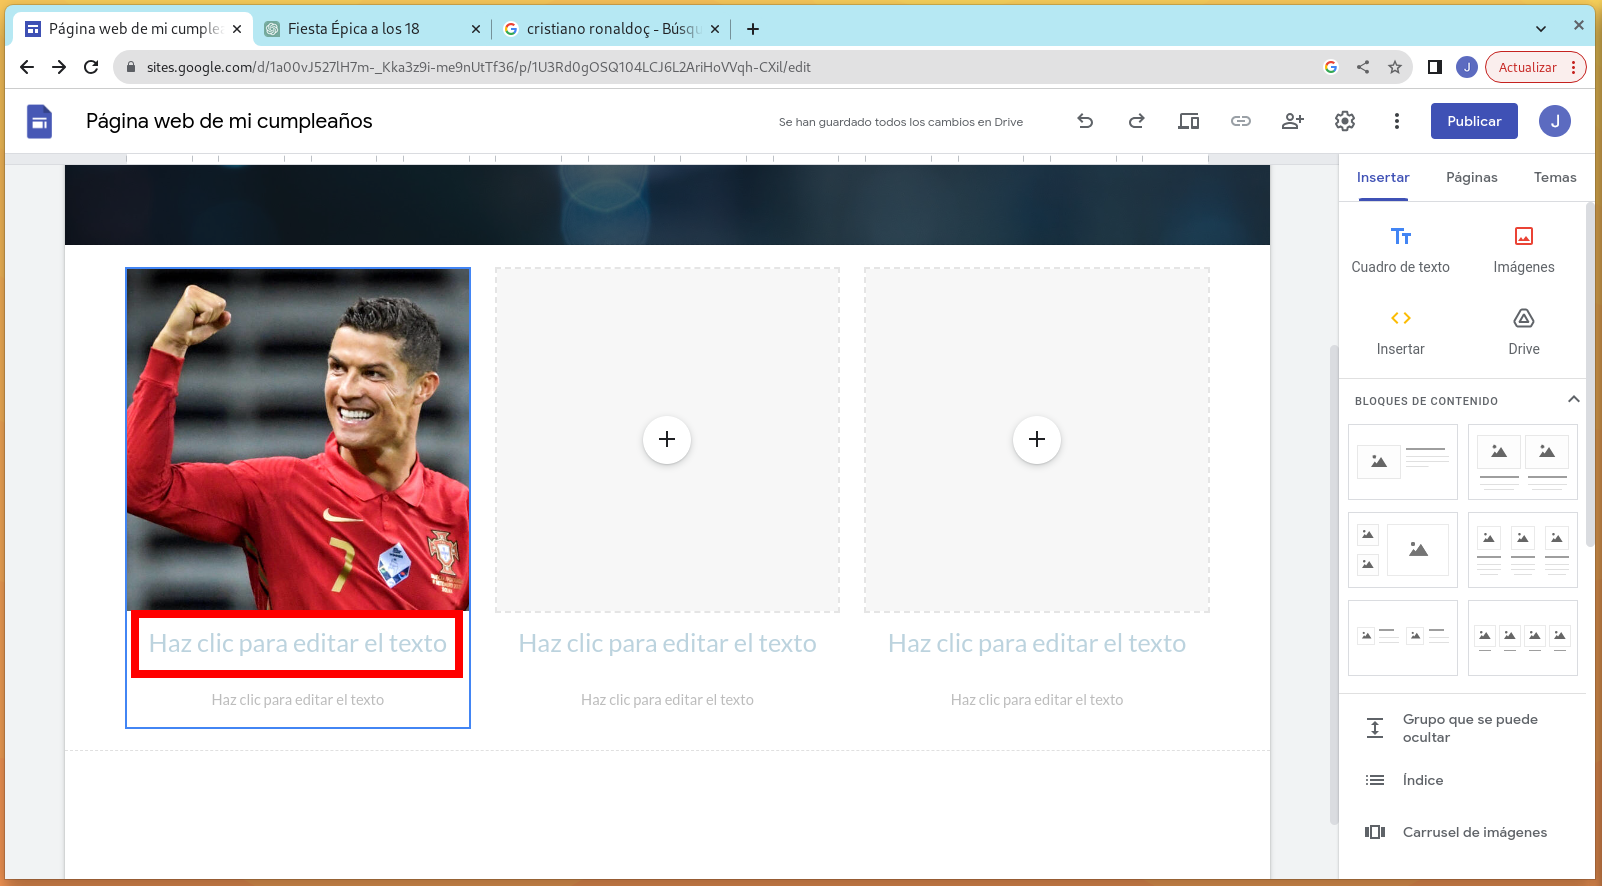 Página web de mi cumplea
Fiesta Épica a los 18
cristiano ronaldoç - Búsqu
sites.google.com/d/1a00vJ527lH7m-_Kka3z9i-me9nUtTf36/p/1U3Rd0gOSQ104LCJ6L2AriHoVVqh-CXil/edit
J
Actualizar
Página web de mi cumpleaños
Se han guardado todos los cambios en Drive
Publicar
J
Insertar
Páginas
Temas
Cuadro de texto
Imágenes
Insertar
Drive
BLOQUES DE CONTENIDO
7
Haz clic para editar el texto
Haz clic para editar el texto
Haz clic para editar el texto
Haz clic para editar el texto
Haz clic para editar el texto
Haz clic para editar el texto
Grupo que se puede
ocultar
Índice
Carrusel de imágenes